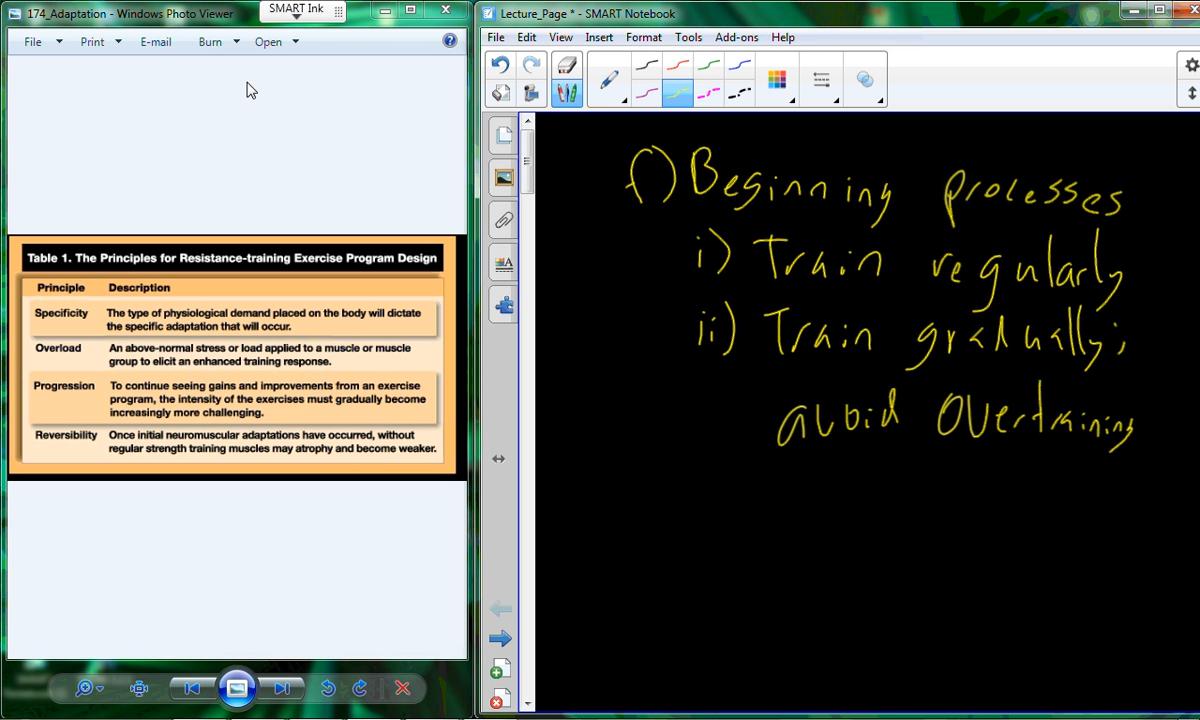 174_Adaptation - Windows Photo Viewer
SMART Ink
File Print E-mail Burn Open
Table 1. The Principles for Resistance-training Exercise Program Design
Principle Description
Specificity The type of physiological demand placed on the body will dictate
the specific adaptation that will occur.
Overload An above-normal stress or load applied to a muscle or muscle
group to elicit an enhanced training response.
Progression To continue seeing gains and improvements from an exercise
program, the intensity of the exercises must gradually become
increasingly more challenging.
Reversibility Once initial neuromuscular adaptations have occurred, without
regular strength training muscles may atrophy and become weaker.
Lecture_Page * - SMART Notebook
File Edit View Insert Format Tools Add-ons Help
f) Beginning processes
i) Train regularly
ii) Train gradually;
avoid overtraining